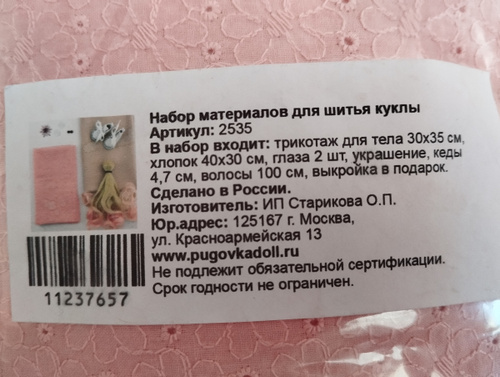 Набор материалов для шитья куклы
Артикул: 2535
В набор входит: трикотаж для тела 30x35 см,
хлопок 40x30 см, глаза 2 шт, украшение, кеды
4,7 см, волосы 100 см, выкройка в подарок.
Сделано в России.
Изготовитель: ИП Старикова О.П.
Юр.адрес: 125167 г. Москва,
ул. Красноармейская 13
www.pugovkadoll.ru
Не подлежит обязательной сертификации.
Срок годности не ограничен.
11237657